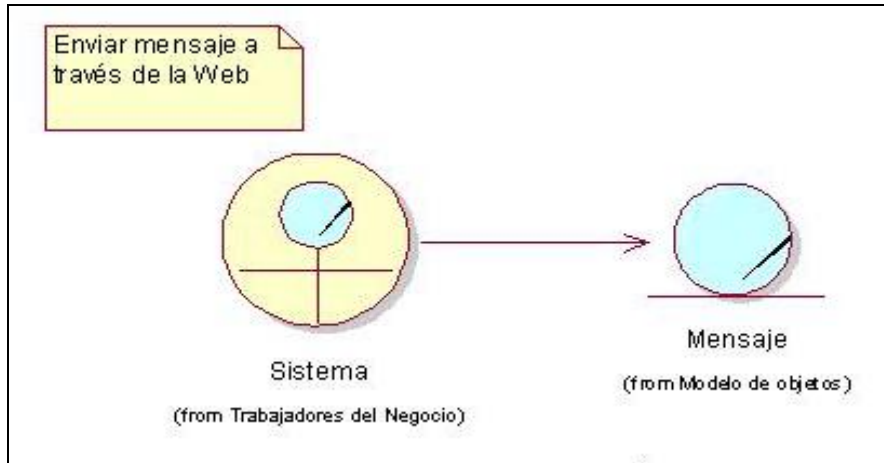 Enviar mensaje a
través de la Web
Sistema
(from Trabajadores del Negocio)
Mensaje
(from Modelo de objetos)